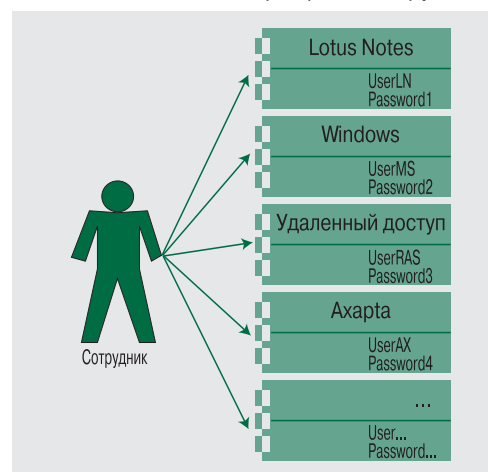 Lotus Notes
UserLN
Password1
Windows
UserMS
Password2
Удаленный доступ
UserRAS
Password3
Axapta
UserAX
Password4
Сотрудник
...
User...
Password...